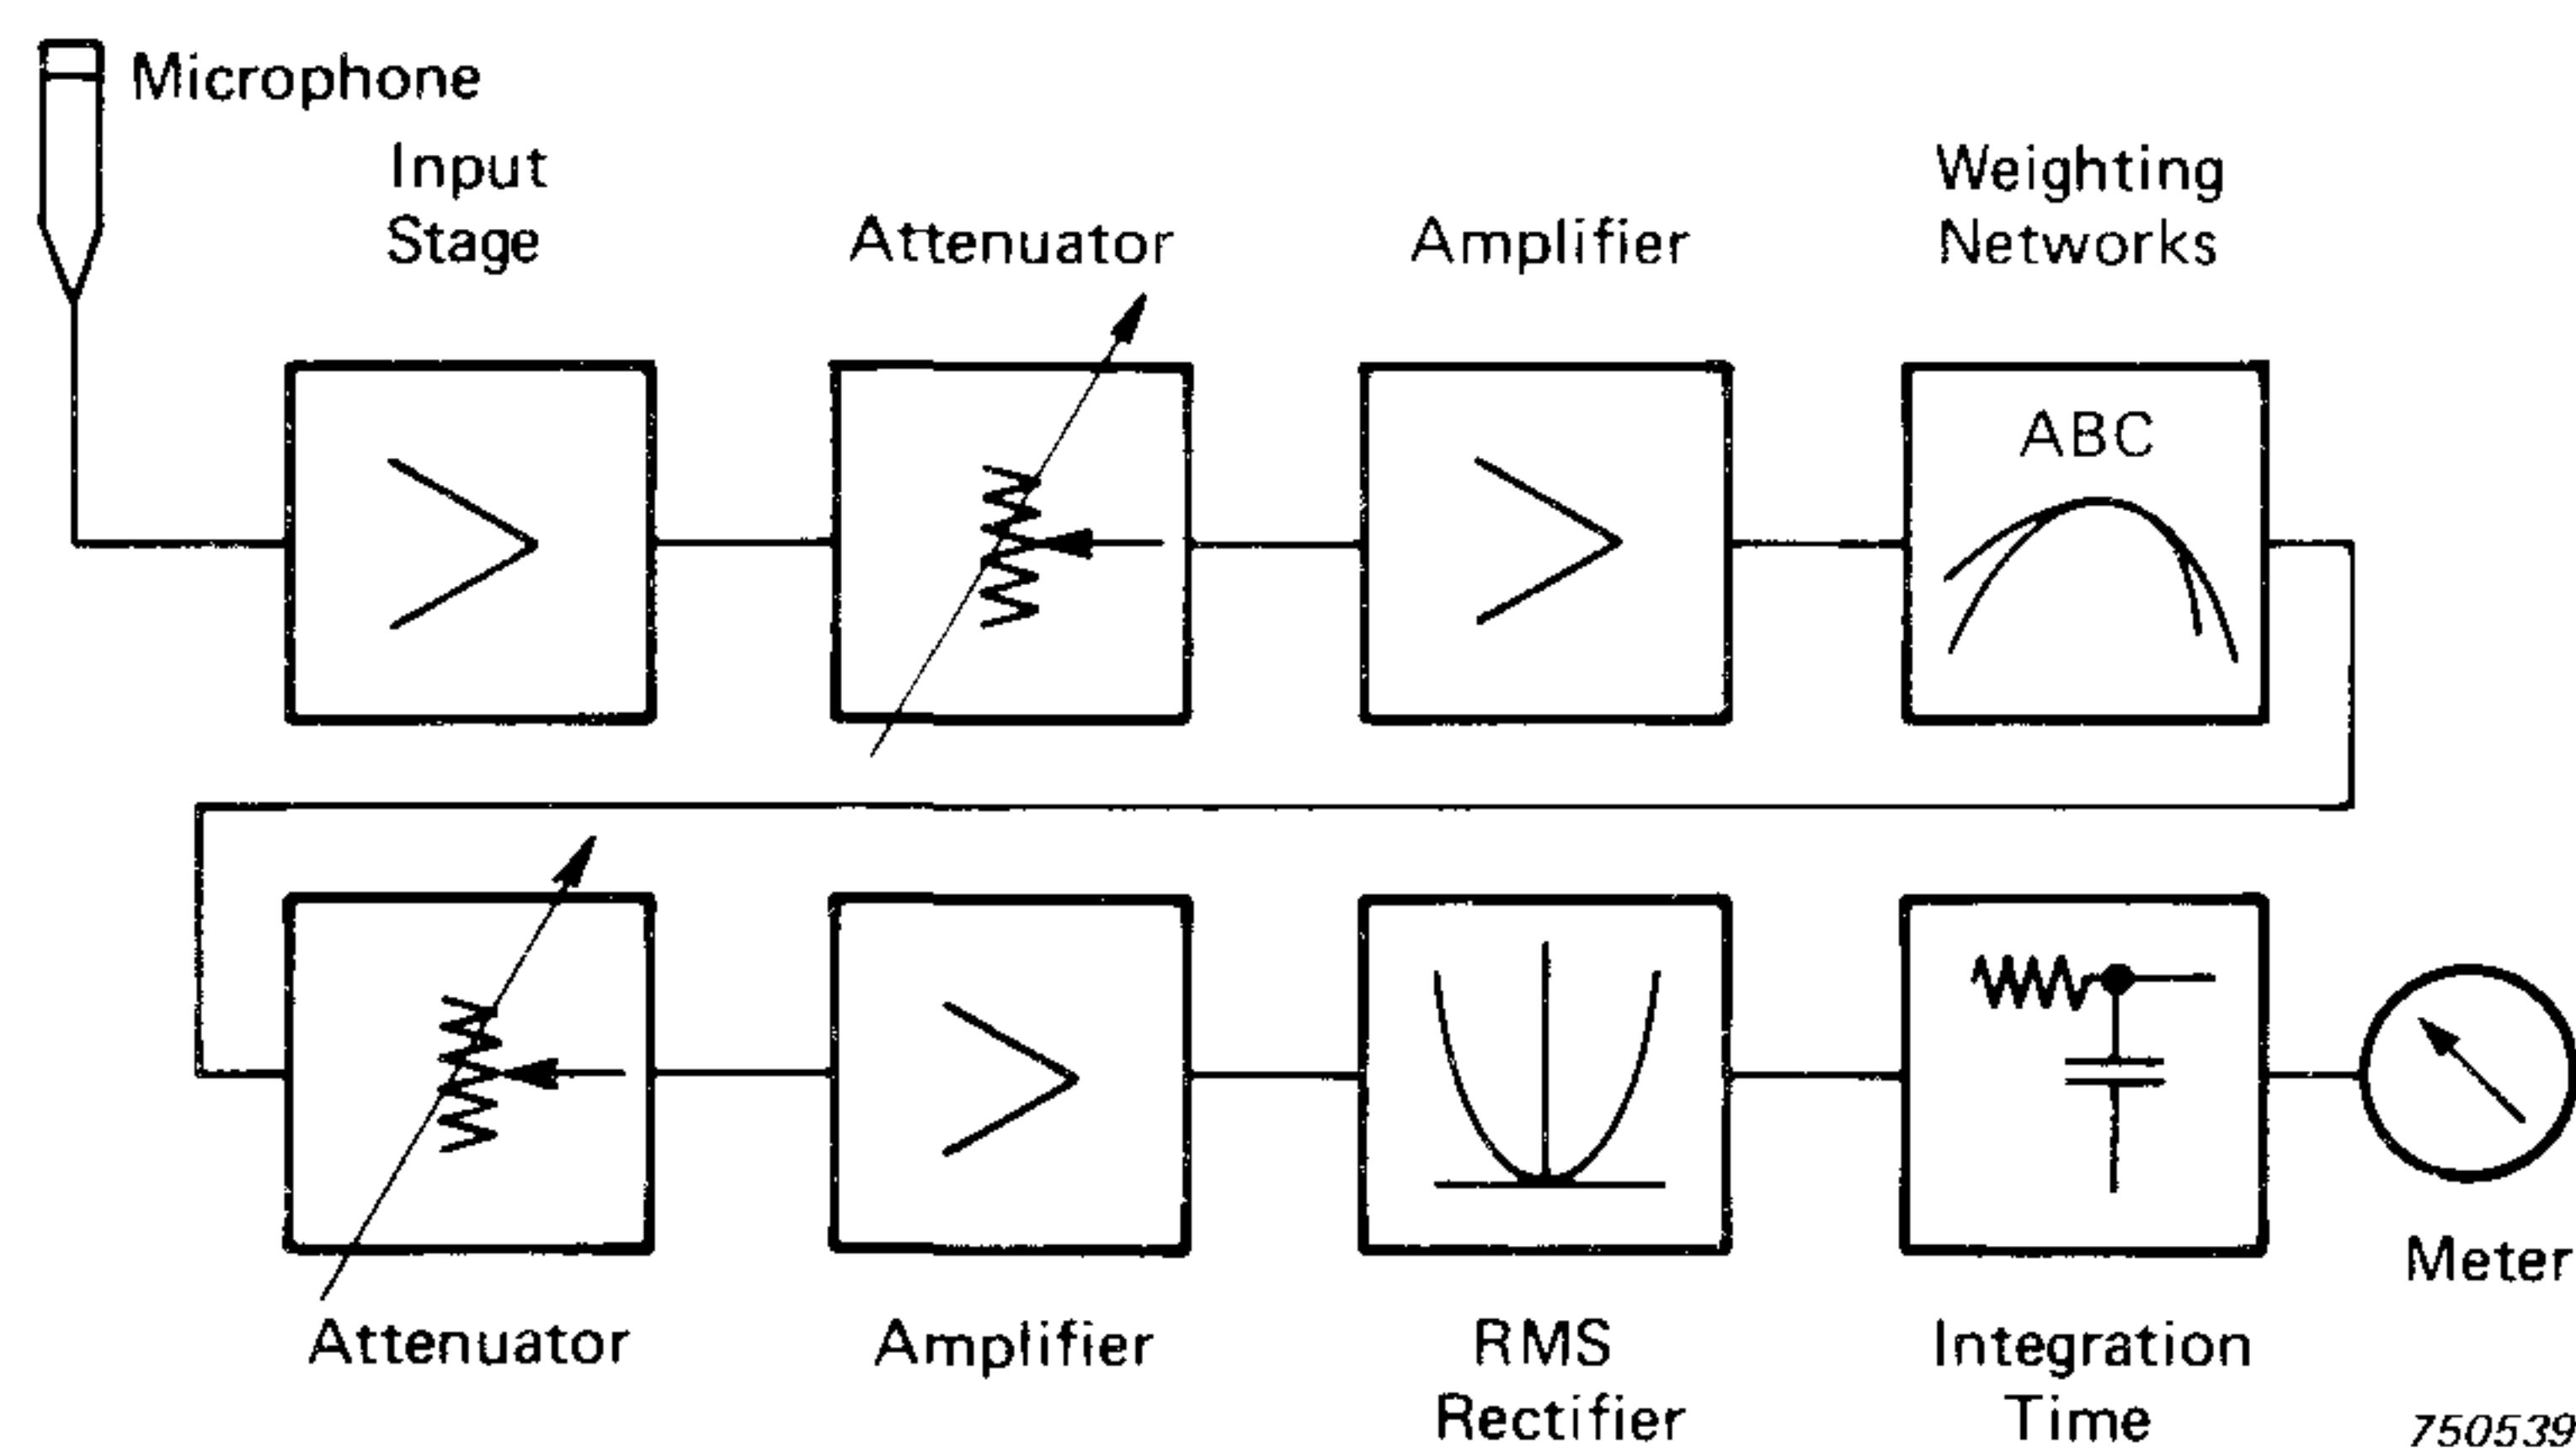 Microphone
Input
Stage
Attenuator
Amplifier
Weighting
Networks
ABC
Attenuator
Amplifier
RMS
Rectifier
Integration
Time
Meter
750539